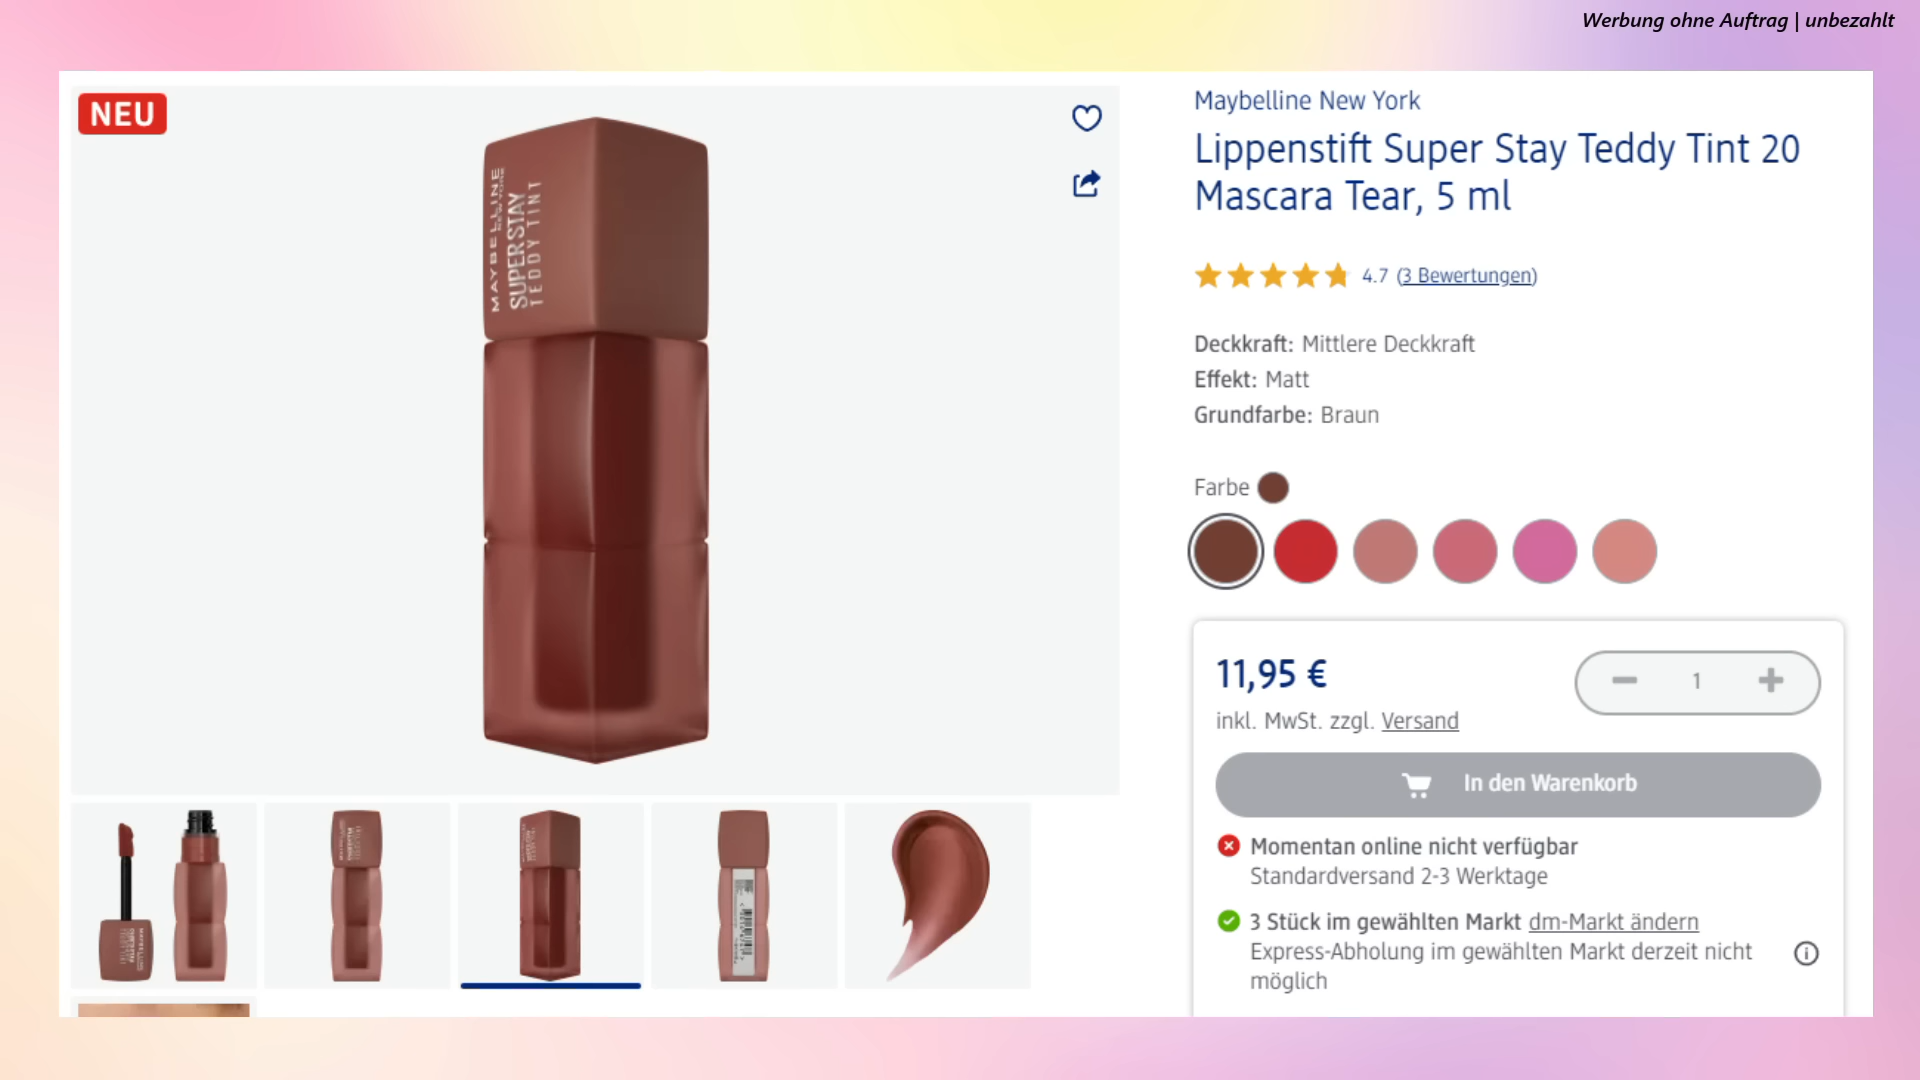 Werbung ohne Auftrag | unbezahlt
NEU
MAYBELLINE
NEW YORK
SUPERSTAY
TEDDY TINT
Maybelline New York
Lippenstift Super Stay Teddy Tint 20
Mascara Tear, 5 ml
4.7 (3 Bewertungen)
Deckkraft: Mittlere Deckkraft
Effekt: Matt
Grundfarbe: Braun
Farbe
11,95 €
1
inkl. MwSt. zzgl. Versand
In den Warenkorb
Momentan online nicht verfügbar
Standardversand 2-3 Werktage
3 Stück im gewählten Markt dm-Markt ändern
Express-Abholung im gewählten Markt derzeit nicht
möglich